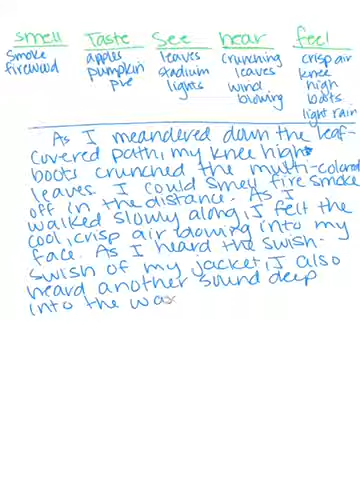 smell Taste See hear feel
smoke apples leaves crunching crisp air
firewood pumpkin stadium leaves knee
pie lights wind high
blowing boots
light rain
As I meandered down the leaf-
covered path, my knee high
boots crunched the multi-colored
leaves. I could smell fire smoke
off in the distance. As I
walked slowly along, I felt the
cool, crisp air blowing into my
face. As I heard the swish-
swish of my jacket, I also
heard another sound deep
into the wa